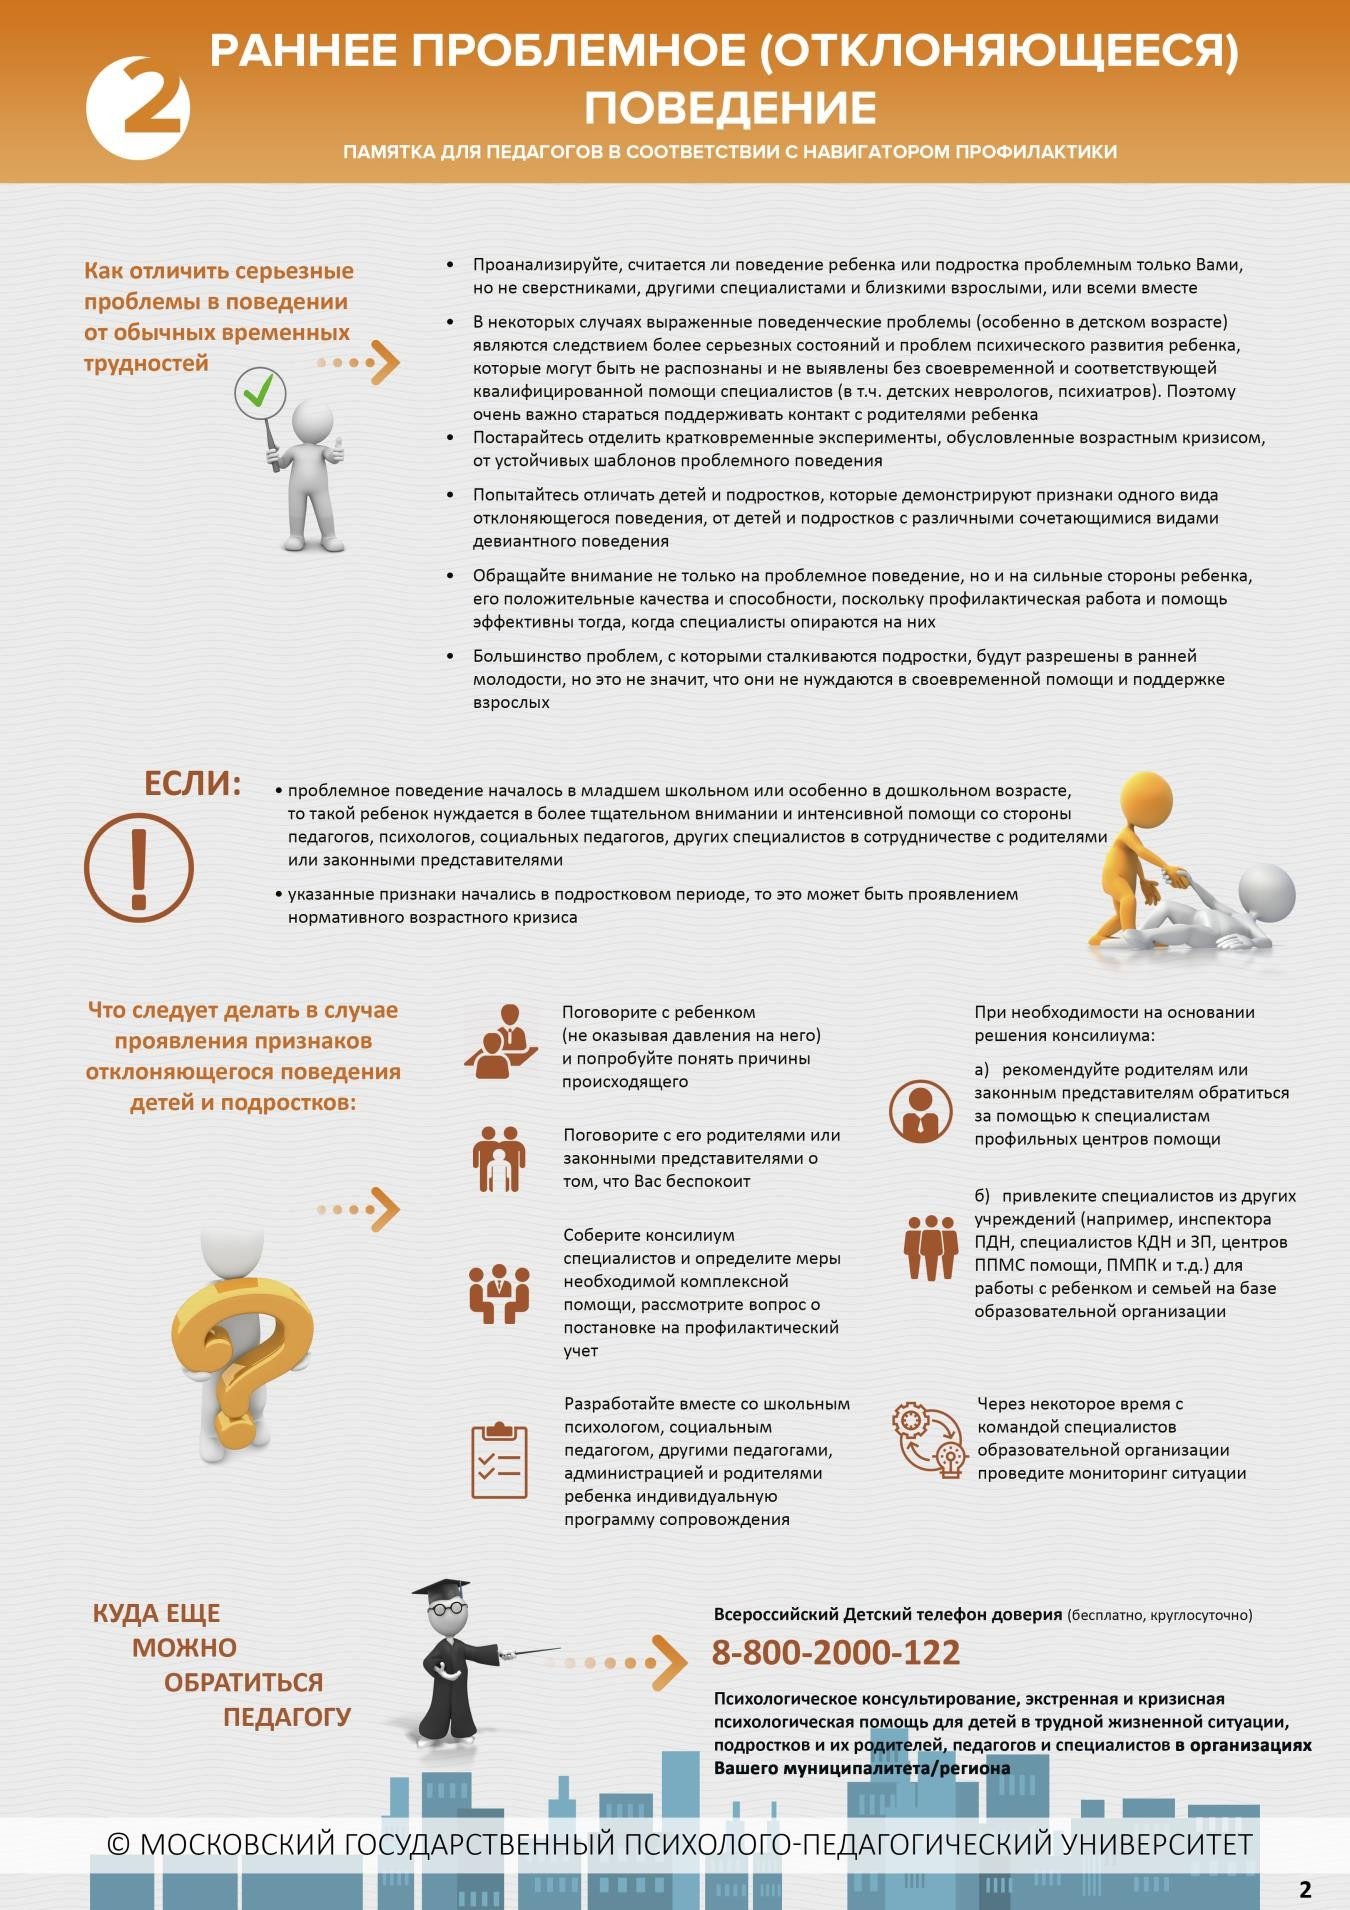 2
РАННЕЕ ПРОБЛЕМНОЕ (ОТКЛОНЯЮЩЕЕСЯ)
ПОВЕДЕНИЕ
ПАМЯТКА ДЛЯ ПЕДАГОГОВ В СООТВЕТСТВИИ С НАВИГАТОРОМ ПРОФИЛАКТИКИ
Как отличить серьезные
проблемы в поведении
от обычных временных
трудностей
• Проанализируйте, считается ли поведение ребенка или подростка проблемным только Вами,
но не сверстниками, другими специалистами и близкими взрослыми, или всеми вместе
• В некоторых случаях выраженные поведенческие проблемы (особенно в детском возрасте)
являются следствием более серьезных состояний и проблем психического развития ребенка,
которые могут быть не распознаны и не выявлены без своевременной и соответствующей
квалифицированной помощи специалистов (в т.ч. детских неврологов, психиатров). Поэтому
очень важно стараться поддерживать контакт с родителями ребенка
• Постарайтесь отделить кратковременные эксперименты, обусловленные возрастным кризисом,
от устойчивых шаблонов проблемного поведения
• Попытайтесь отличать детей и подростков, которые демонстрируют признаки одного вида
отклоняющегося поведения, от детей и подростков с различными сочетающимися видами
девиантного поведения
• Обращайте внимание не только на проблемное поведение, но и на сильные стороны ребенка,
его положительные качества и способности, поскольку профилактическая работа и помощь
эффективны тогда, когда специалисты опираются на них
• Большинство проблем, с которыми сталкиваются подростки, будут разрешены в ранней
молодости, но это не значит, что они не нуждаются в своевременной помощи и поддержке
взрослых
ЕСЛИ:
!
• проблемное поведение началось в младшем школьном или особенно в дошкольном возрасте,
то такой ребенок нуждается в более тщательном внимании и интенсивной помощи со стороны
педагогов, психологов, социальных педагогов, других специалистов в сотрудничестве с родителями
или законными представителями
• указанные признаки начались в подростковом периоде, то это может быть проявлением
нормативного возрастного кризиса
Что следует делать в случае
проявления признаков
отклоняющегося поведения
детей и подростков:
?
Поговорите с ребенком
(не оказывая давления на него)
и попробуйте понять причины
происходящего
Поговорите с его родителями или
законными представителями о
том, что Вас беспокоит
Соберите консилиум
специалистов и определите меры
необходимой комплексной
помощи, рассмотрите вопрос о
постановке на профилактический
учет
Разработайте вместе со школьным
психологом, социальным
педагогом, другими педагогами,
администрацией и родителями
ребенка индивидуальную
программу сопровождения
При необходимости на основании
решения консилиума:
а) рекомендуйте родителям или
законным представителям обратиться
за помощью к специалистам
профильных центров помощи
б) привлеките специалистов из других
учреждений (например, инспектора
ПДН, специалистов КДН и ЗП, центров
ППМС помощи, ПМПК и т.д.) для
работы с ребенком и семьей на базе
образовательной организации
Через некоторое время с
командой специалистов
образовательной организации
проведите мониторинг ситуации
КУДА ЕЩЕ
МОЖНО
ОБРАТИТЬСЯ
ПЕДАГОГУ
Всероссийский Детский телефон доверия (бесплатно, круглосуточно)
8-800-2000-122
Психологическое консультирование, экстренная и кризисная
психологическая помощь для детей в трудной жизненной ситуации,
подростков и их родителей, педагогов и специалистов в организациях
Вашего муниципалитета/региона
© МОСКОВСКИЙ ГОСУДАРСТВЕННЫЙ ПСИХОЛОГО-ПЕДАГОГИЧЕСКИЙ УНИВЕРСИТЕТ
2